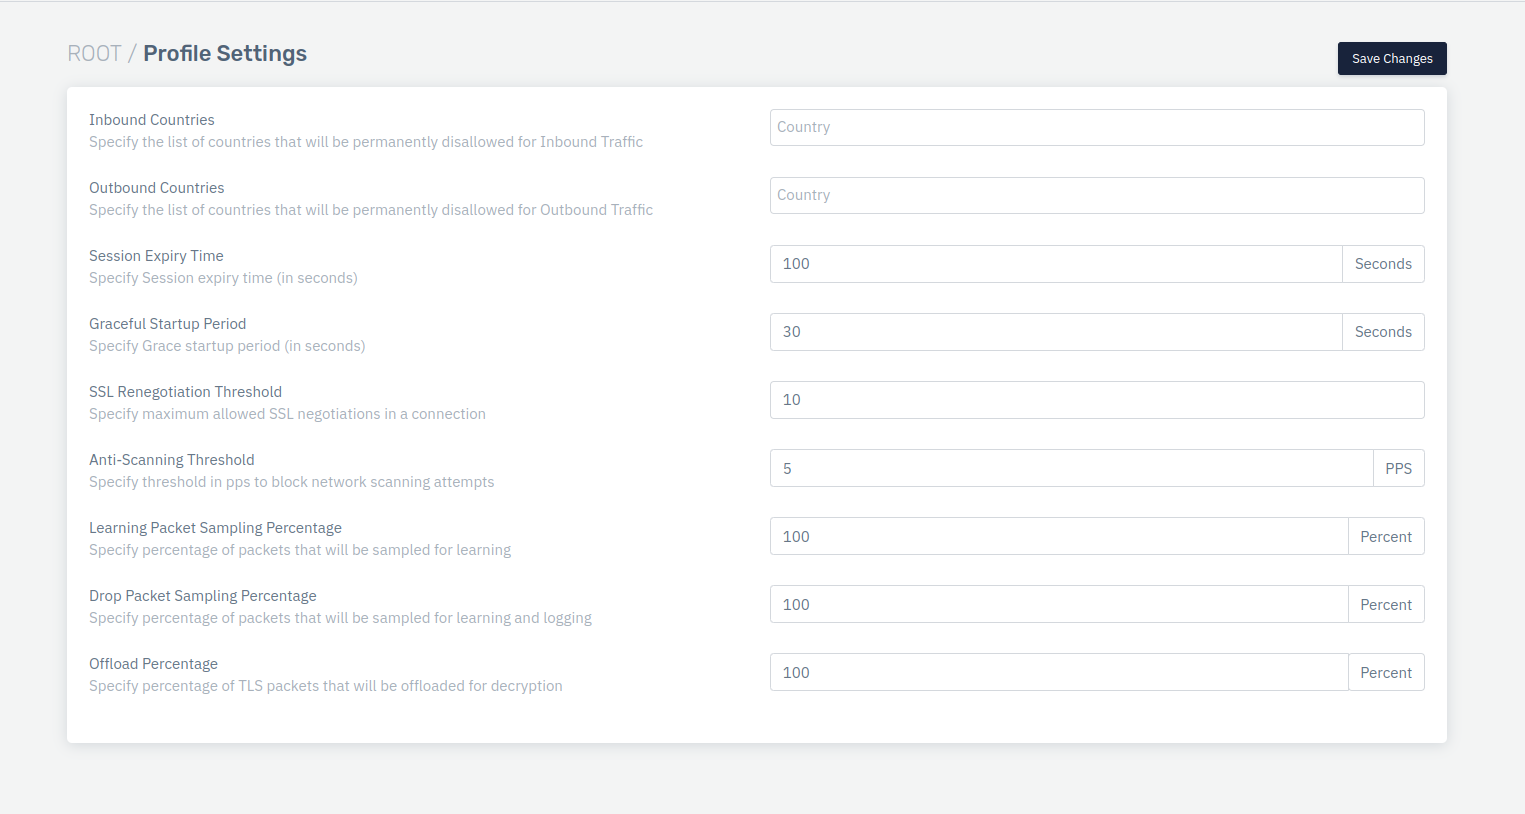 ROOT / Profile Settings
Save Changes
Inbound Countries
Specify the list of countries that will be permanently disallowed for Inbound Traffic
Country
Outbound Countries
Specify the list of countries that will be permanently disallowed for Outbound Traffic
Country
Session Expiry Time
Specify Session expiry time (in seconds)
100 Seconds
Graceful Startup Period
Specify Grace startup period (in seconds)
30 Seconds
SSL Renegotiation Threshold
Specify maximum allowed SSL negotiations in a connection
10
Anti-Scanning Threshold
Specify threshold in pps to block network scanning attempts
5 PPS
Learning Packet Sampling Percentage
Specify percentage of packets that will be sampled for learning
100 Percent
Drop Packet Sampling Percentage
Specify percentage of packets that will be sampled for learning and logging
100 Percent
Offload Percentage
Specify percentage of TLS packets that will be offloaded for decryption
100 Percent